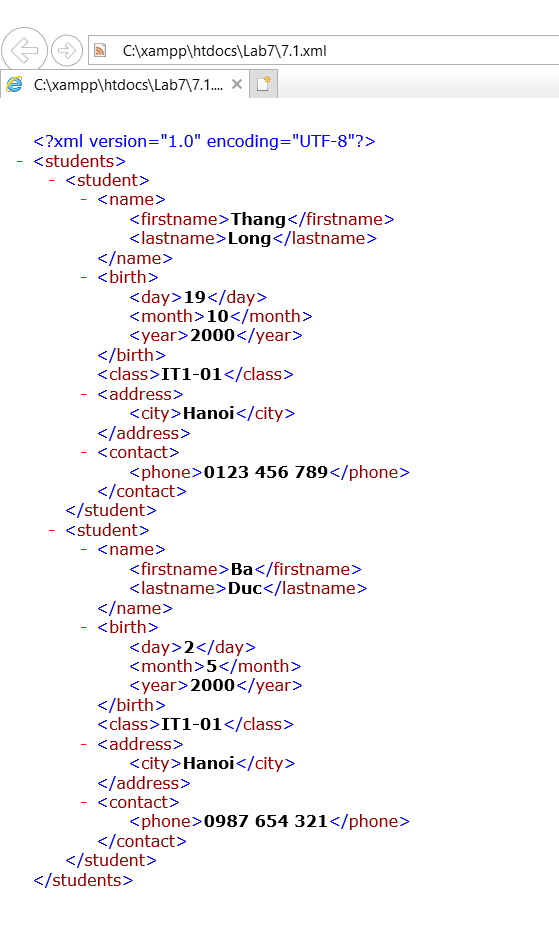 C:\xampp\htdocs\Lab7\7.1.xml
C:\xampp\htdocs\Lab7\7.1....
<?xml version="1.0" encoding="UTF-8"?>
- <students>
- <student>
- <name>
<firstname>Thang</firstname>
<lastname>Long</lastname>
</name>
- <birth>
<day>19</day>
<month>10</month>
<year>2000</year>
</birth>
<class>IT1-01</class>
- <address>
<city>Hanoi</city>
</address>
- <contact>
<phone>0123 456 789</phone>
</contact>
</student>
- <student>
- <name>
<firstname>Ba</firstname>
<lastname>Duc</lastname>
</name>
- <birth>
<day>2</day>
<month>5</month>
<year>2000</year>
</birth>
<class>IT1-01</class>
- <address>
<city>Hanoi</city>
</address>
- <contact>
<phone>0987 654 321</phone>
</contact>
</student>
</students>